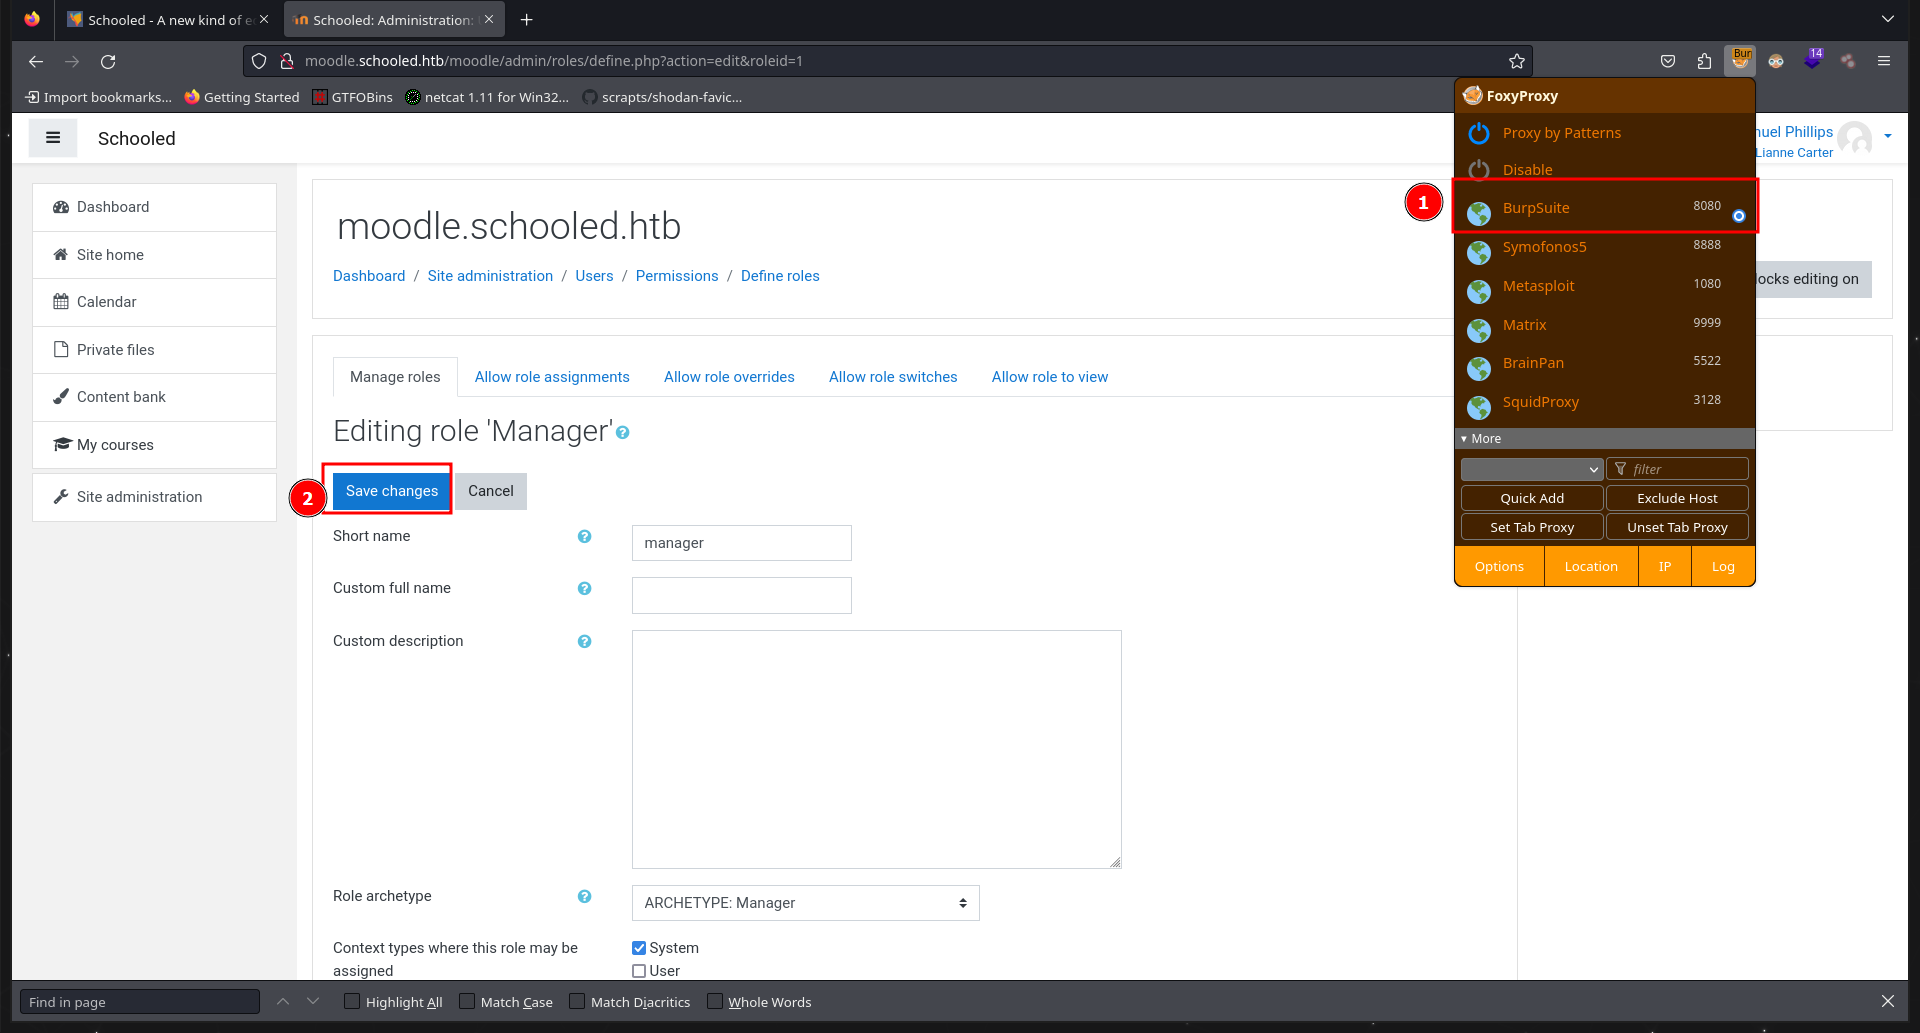 Schooled - A new kind of e
Schooled: Administration:
moodle.schooled.htb/moodle/admin/roles/define.php?action=edit&roleid=1
Bur
14
Import bookmarks...
Getting Started
GTFOBins
netcat 1.11 for Win32...
scrapts/shodan-favic...
Schooled
nuel Phillips
Lianne Carter
FoxyProxy
Proxy by Patterns
Disable
1
BurpSuite 8080
Symofonos5 8888
Metasploit 1080
Matrix 9999
BrainPan 5522
SquidProxy 3128
▾ More
filter
Quick Add Exclude Host
Set Tab Proxy Unset Tab Proxy
Options Location IP Log
Dashboard
Site home
Calendar
Private files
Content bank
My courses
Site administration
moodle.schooled.htb
Dashboard / Site administration / Users / Permissions / Define roles
locks editing on
Manage roles Allow role assignments Allow role overrides Allow role switches Allow role to view
Editing role 'Manager'
2
Save changes Cancel
Short name manager
Custom full name
Custom description
Role archetype ARCHETYPE: Manager
Context types where this role may be
assigned
System
User
Find in page Highlight All Match Case Match Diacritics Whole Words